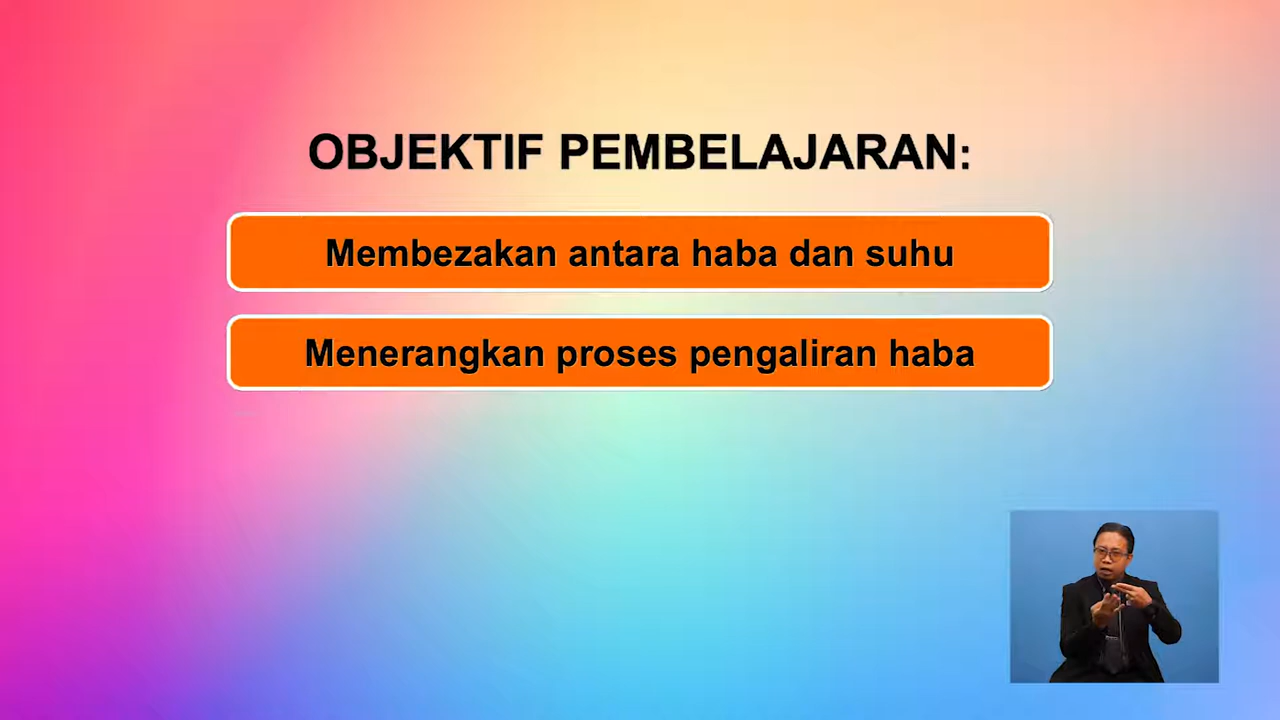 OBJEKTIF PEMBELAJARAN:
Membezakan antara haba dan suhu
Menerangkan proses pengaliran haba